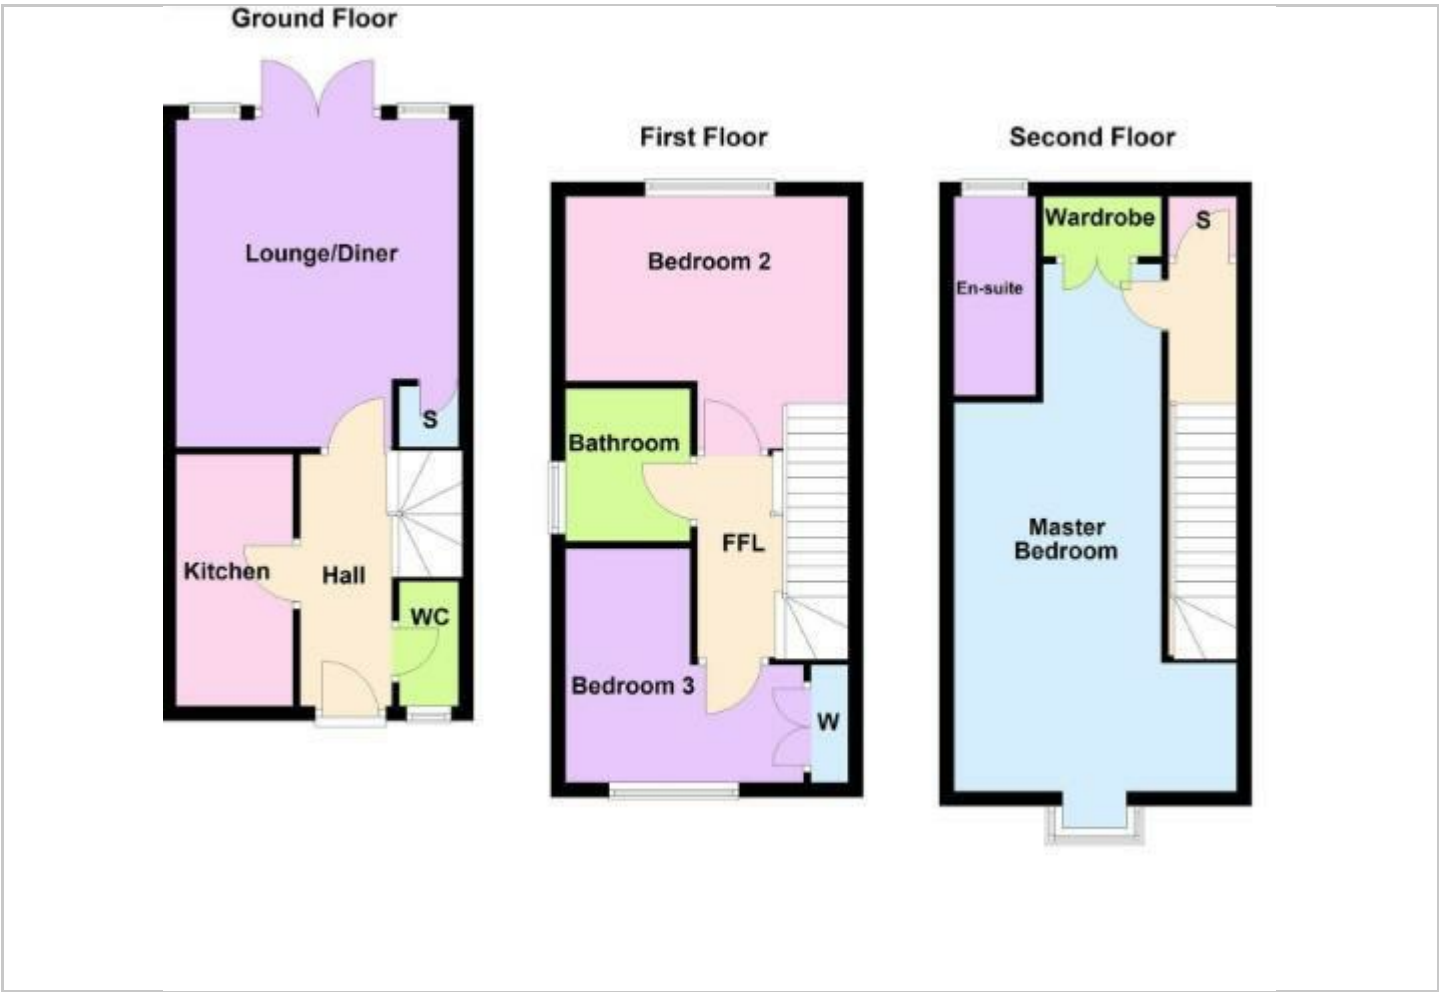 Ground Floor
Lounge/Diner
S
Kitchen
Hall
WC
First Floor
Bedroom 2
Bathroom
FFL
Bedroom 3
W
Second Floor
Wardrobe
S
En-suite
Master
Bedroom